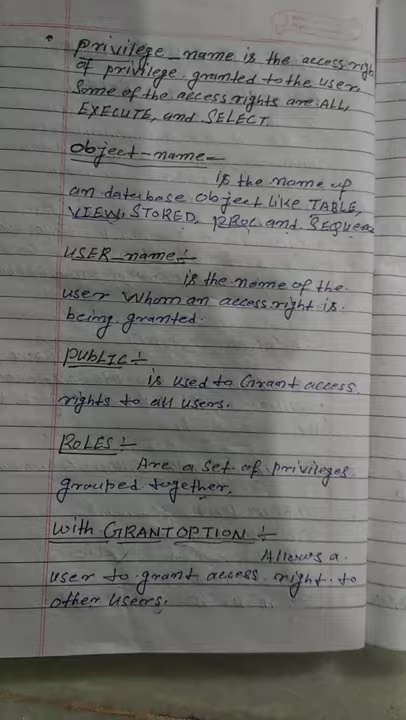 • privilege_name is the access right
of privilege granted to the user
Some of the access rights are ALL,
EXECUTE, and SELECT.
object-name-
is the name of
an database object like TABLE,
VIEW, STORED, PROC and SEQUENC
USER_name:-
is the name of the
user whom an access right is
being granted.
PUBLIC:-
is used to Grant access
rights to all users.
ROLES:-
Are a set of privileges
grouped together.
with GRANT OPTION:-
Allows a
user to grant access right to
other users.